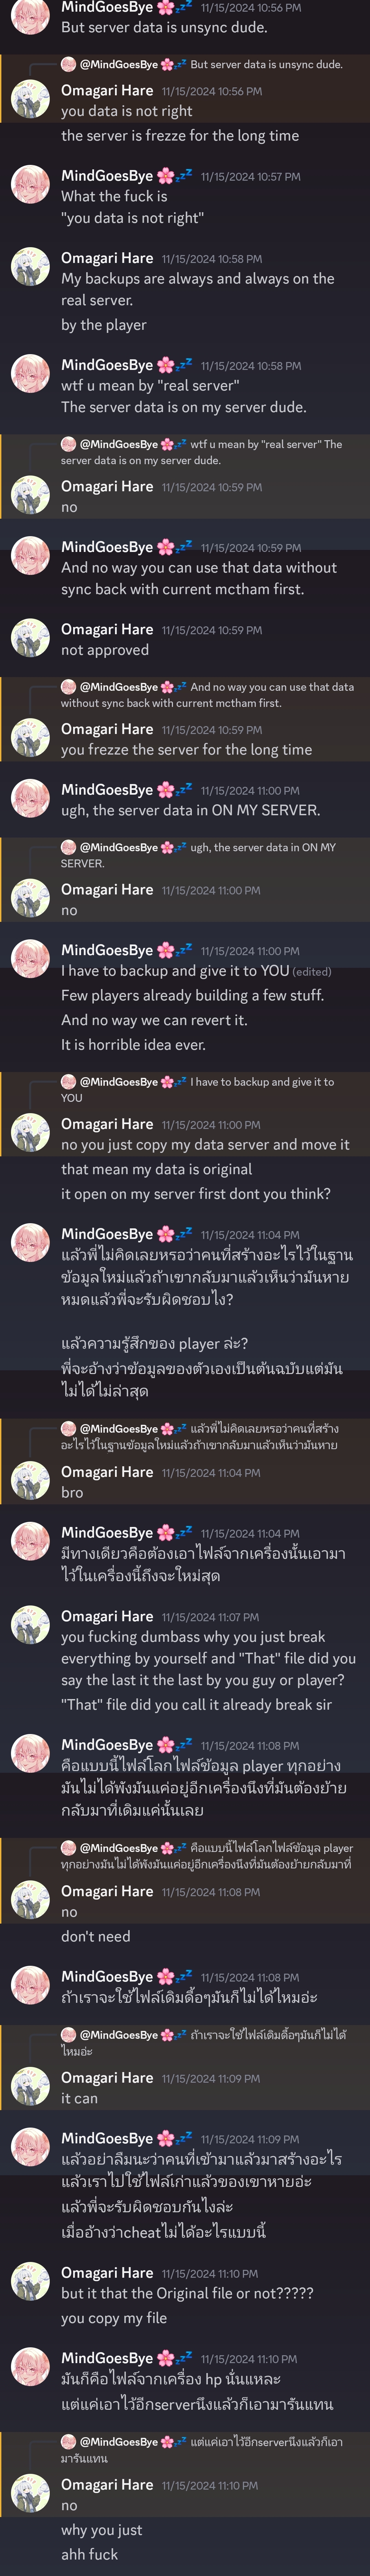 MindGoesBye 🌸💤 11/15/2024 10:56 PM
But server data is unsync dude.
@MindGoesBye 🌸💤 But server data is unsync dude.
Omagari Hare 11/15/2024 10:56 PM
you data is not right
the server is frezze for the long time
MindGoesBye 🌸💤 11/15/2024 10:57 PM
What the fuck is
"you data is not right"
Omagari Hare 11/15/2024 10:58 PM
My backups are always and always on the
real server.
by the player
MindGoesBye 🌸💤 11/15/2024 10:58 PM
wtf u mean by "real server"
The server data is on my server dude.
@MindGoesBye 🌸💤 wtf u mean by "real server" The
server data is on my server dude.
Omagari Hare 11/15/2024 10:59 PM
no
MindGoesBye 🌸💤 11/15/2024 10:59 PM
And no way you can use that data without
sync back with current mctham first.
Omagari Hare 11/15/2024 10:59 PM
not approved
@MindGoesBye 🌸💤 And no way you can use that data
without sync back with current mctham first.
Omagari Hare 11/15/2024 10:59 PM
you frezze the server for the long time
MindGoesBye 🌸💤 11/15/2024 11:00 PM
ugh, the server data in ON MY SERVER.
@MindGoesBye 🌸💤 ugh, the server data in ON MY
SERVER.
Omagari Hare 11/15/2024 11:00 PM
no
MindGoesBye 🌸💤 11/15/2024 11:00 PM
I have to backup and give it to YOU (edited)
Few players already building a few stuff.
And no way we can revert it.
It is horrible idea ever.
@MindGoesBye 🌸💤 I have to backup and give it to
YOU
Omagari Hare 11/15/2024 11:00 PM
no you just copy my data server and move it
that mean my data is original
it open on my server first dont you think?
MindGoesBye 🌸💤 11/15/2024 11:04 PM
แล้วพี่ไม่คิดเลยหรอว่าคนที่สร้างอะไรไว้ในฐาน
ข้อมูลใหม่แล้วถ้าเขากลับมาแล้วเห็นว่ามันหาย
หมดแล้วพี่จะรับผิดชอบไง?
แล้วความรู้สึกของ player ล่ะ?
พี่จะอ้างว่าข้อมูลของตัวเองเป็นต้นฉบับแต่มัน
ไม่ได้ไม่ล่าสุด
@MindGoesBye 🌸💤 แล้วพี่ไม่คิดเลยหรอว่าคนที่สร้าง
อะไรไว้ในฐานข้อมูลใหม่แล้วถ้าเขากลับมาแล้วเห็นว่ามันหาย
Omagari Hare 11/15/2024 11:04 PM
bro
MindGoesBye 🌸💤 11/15/2024 11:04 PM
มีทางเดียวคือต้องเอาไฟล์จากเครื่องนั้นเอามา
ไว้ในเครื่องนี้ถึงจะใหม่สุด
Omagari Hare 11/15/2024 11:07 PM
you fucking dumbass why you just break
everything by yourself and "That" file did you
say the last it the last by you guy or player?
"That" file did you call it already break sir
MindGoesBye 🌸💤 11/15/2024 11:08 PM
คือแบบนี้ไฟล์โลกไฟล์ข้อมูล player ทุกอย่าง
มันไม่ได้พังมันแค่อยู่อีกเครื่องนึงที่มันต้องย้าย
กลับมาที่เดิมแค่นั้นเลย
@MindGoesBye 🌸💤 คือแบบนี้ไฟล์โลกไฟล์ข้อมูล player
ทุกอย่างมันไม่ได้พังมันแค่อยู่อีกเครื่องนึงที่มันต้องย้ายกลับมาที่
Omagari Hare 11/15/2024 11:08 PM
no
don't need
MindGoesBye 🌸💤 11/15/2024 11:08 PM
ถ้าเราจะใช้ไฟล์เดิมดื้อๆมันก็ไม่ได้ไหมอ่ะ
@MindGoesBye 🌸💤 ถ้าเราจะใช้ไฟล์เดิมดื้อๆมันก็ไม่ได้
ไหมอ่ะ
Omagari Hare 11/15/2024 11:09 PM
it can
MindGoesBye 🌸💤 11/15/2024 11:09 PM
แล้วอย่าลืมนะว่าคนที่เข้ามาแล้วมาสร้างอะไร
แล้วเราไปใช้ไฟล์เก่าแล้วของเขาหายอ่ะ
แล้วพี่จะรับผิดชอบกันไงล่ะ
เมื่ออ้างว่าcheatไม่ได้อะไรแบบนี้
Omagari Hare 11/15/2024 11:10 PM
but it that the Original file or not?????
you copy my file
MindGoesBye 🌸💤 11/15/2024 11:10 PM
มันก็คือไฟล์จากเครื่อง hp นั่นแหละ
แต่แค่เอาไว้อีกserverนึงแล้วก็เอามารันแทน
@MindGoesBye 🌸💤 แต่แค่เอาไว้อีกserverนึงแล้วก็เอา
มารันแทน
Omagari Hare 11/15/2024 11:10 PM
no
why you just
ahh fuck